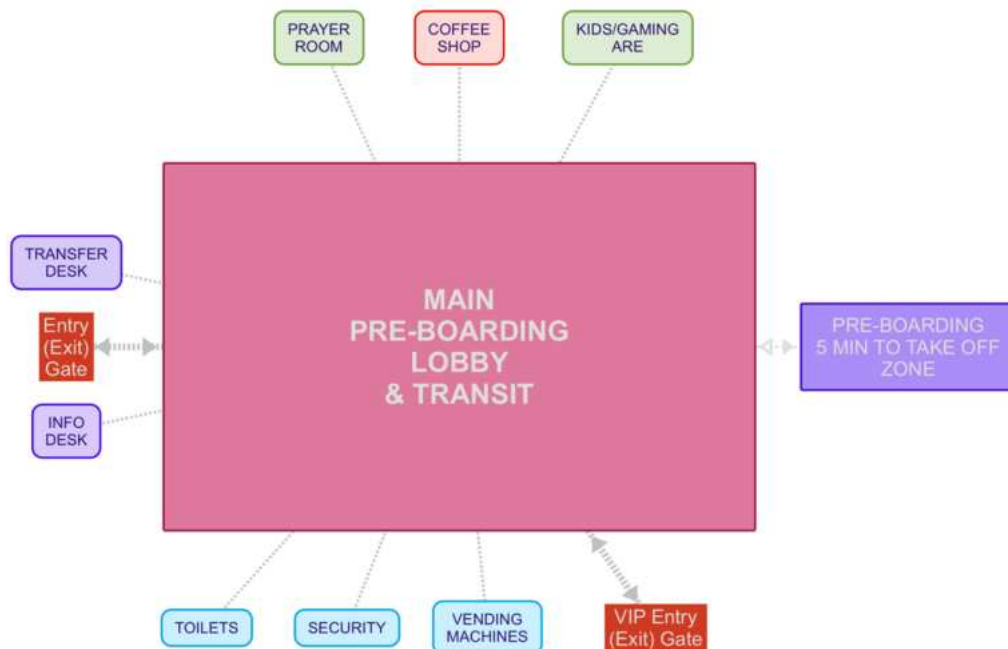 PRAYER
ROOM
COFFEE
SHOP
KIDS/GAMING
ARE
TRANSFER
DESK
Entry
(Exit)
Gate
INFO
DESK
MAIN
PRE-BOARDING
LOBBY
& TRANSIT
PRE-BOARDING
5 MIN TO TAKE OFF
ZONE
TOILETS
SECURITY
VENDING
MACHINES
VIP Entry
(Exit) Gate